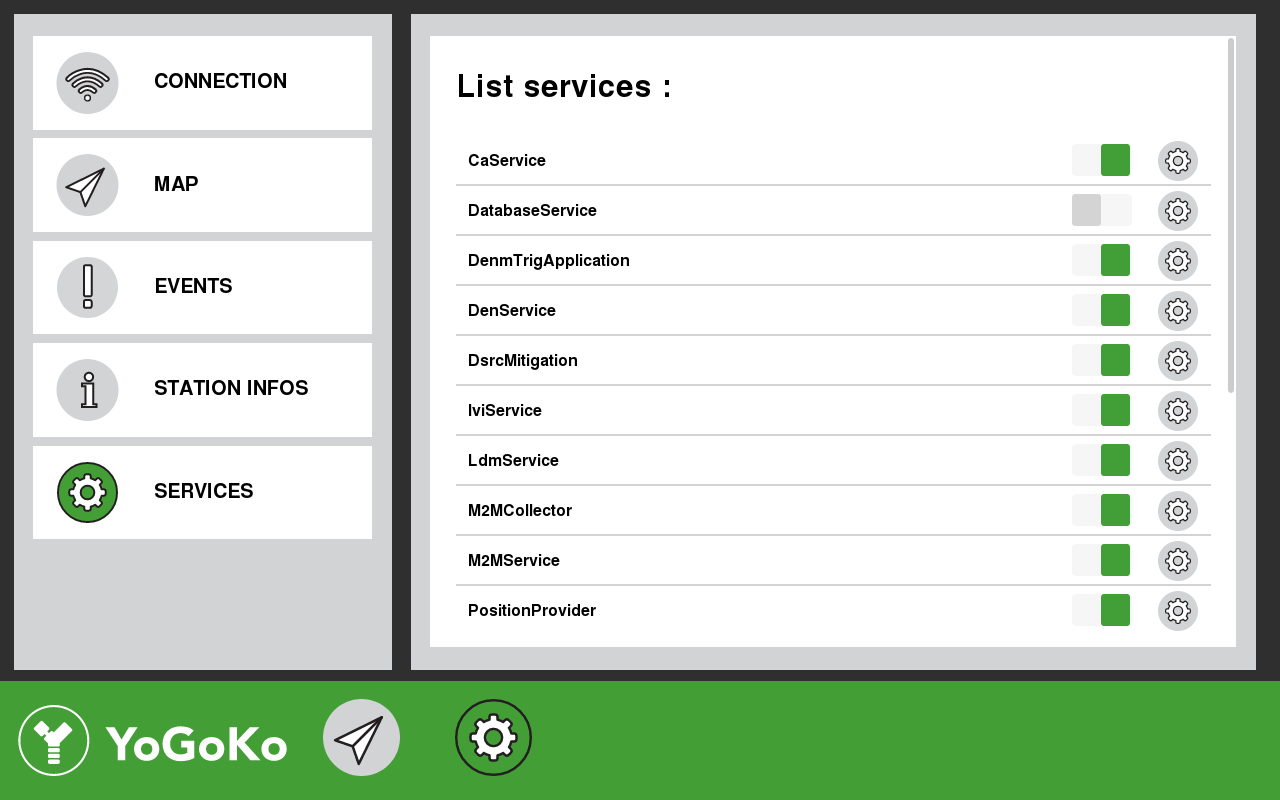 CONNECTION
MAP
EVENTS
STATION INFOS
SERVICES
List services :
CaService
DatabaseService
DenmTrigApplication
DenService
DsrcMitigation
IviService
LdmService
M2MCollector
M2MService
PositionProvider
YoGoKo